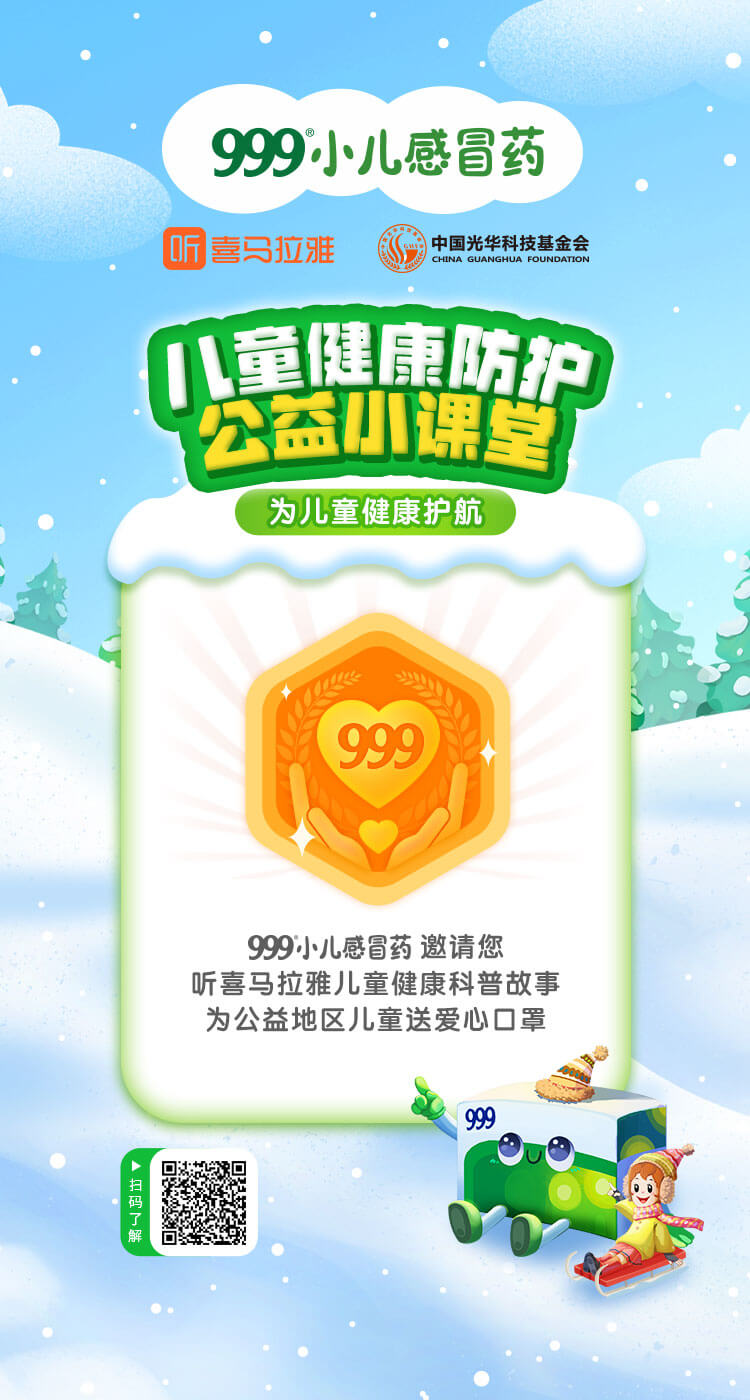 999®小儿感冒药
听 喜马拉雅
中国光华科技基金会
CHINA GUANGHUA FOUNDATION
儿童健康防护
公益小课堂
为儿童健康护航
999
999®小儿感冒药 邀请您
听喜马拉雅儿童健康科普故事
为公益地区儿童送爱心口罩
999
扫码了解